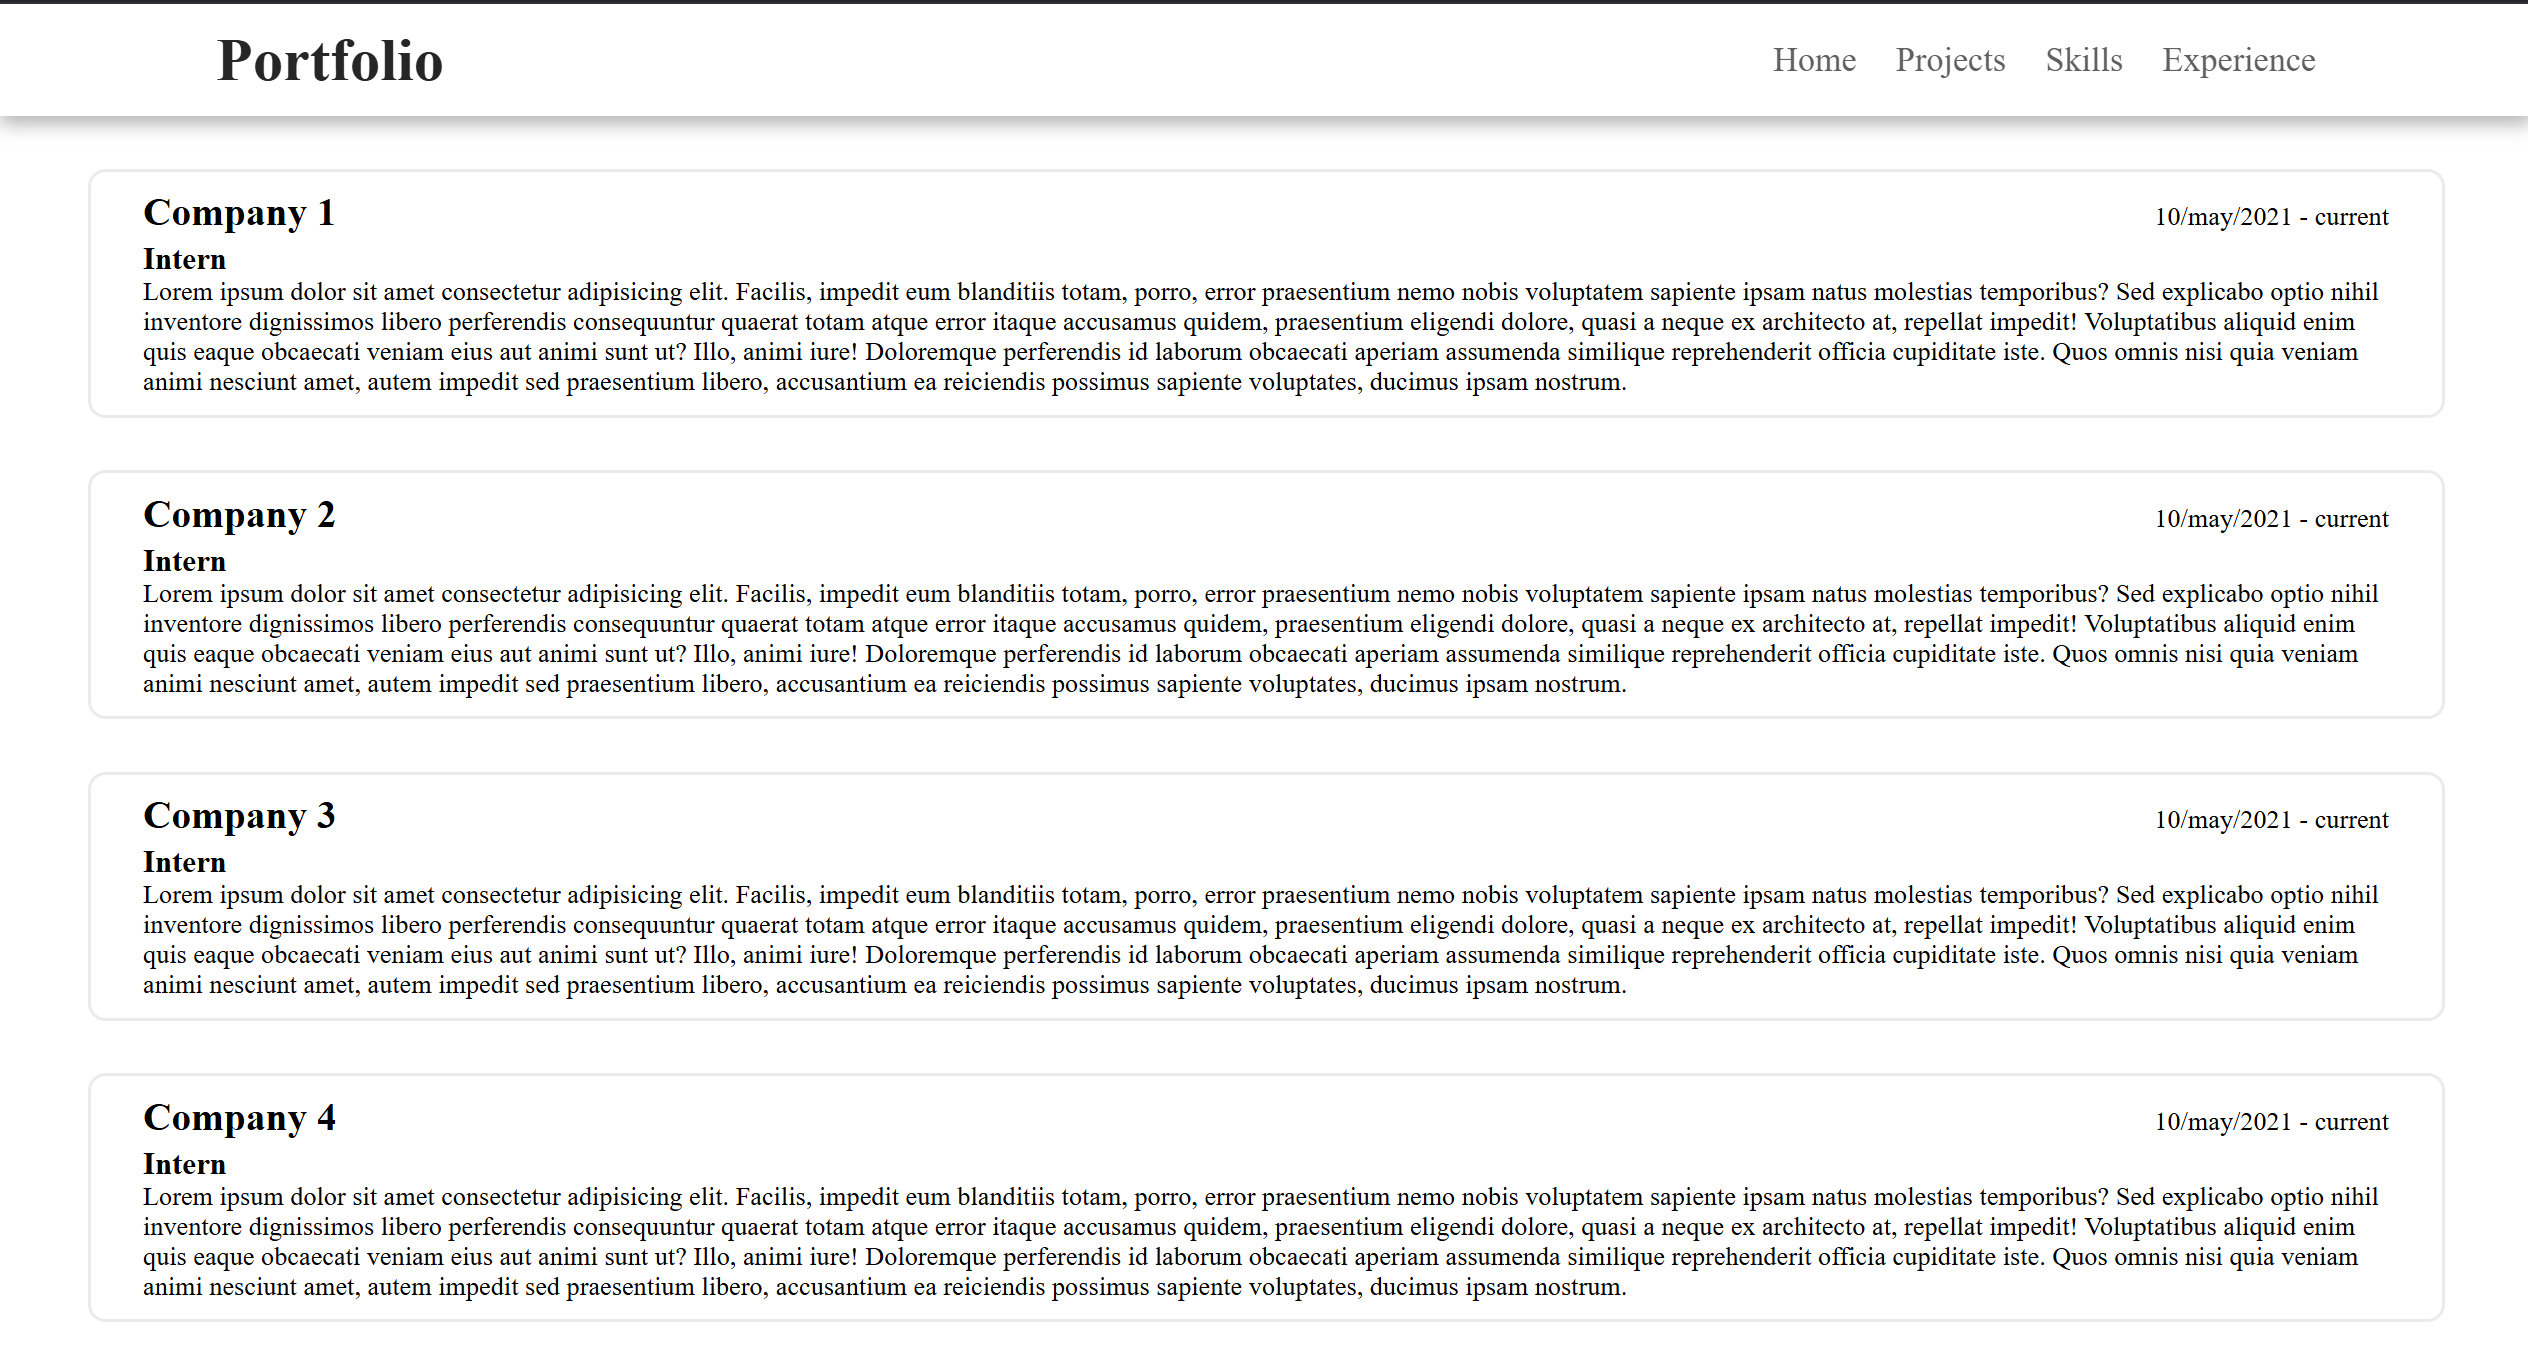 Portfolio
Home Projects Skills Experience
Company 1
10/may/2021 - current
Intern
Lorem ipsum dolor sit amet consectetur adipisicing elit. Facilis, impedit eum blanditiis totam, porro, error praesentium nemo nobis voluptatem sapiente ipsam natus molestias temporibus? Sed explicabo optio nihil
inventore dignissimos libero perferendis consequuntur quaerat totam atque error itaque accusamus quidem, praesentium eligendi dolore, quasi a neque ex architecto at, repellat impedit! Voluptatibus aliquid enim
quis eaque obcaecati veniam eius aut animi sunt ut? Illo, animi iure! Doloremque perferendis id laborum obcaecati aperiam assumenda similique reprehenderit officia cupiditate iste. Quos omnis nisi quia veniam
animi nesciunt amet, autem impedit sed praesentium libero, accusantium ea reiciendis possimus sapiente voluptates, ducimus ipsam nostrum.
Company 2
10/may/2021 - current
Intern
Lorem ipsum dolor sit amet consectetur adipisicing elit. Facilis, impedit eum blanditiis totam, porro, error praesentium nemo nobis voluptatem sapiente ipsam natus molestias temporibus? Sed explicabo optio nihil
inventore dignissimos libero perferendis consequuntur quaerat totam atque error itaque accusamus quidem, praesentium eligendi dolore, quasi a neque ex architecto at, repellat impedit! Voluptatibus aliquid enim
quis eaque obcaecati veniam eius aut animi sunt ut? Illo, animi iure! Doloremque perferendis id laborum obcaecati aperiam assumenda similique reprehenderit officia cupiditate iste. Quos omnis nisi quia veniam
animi nesciunt amet, autem impedit sed praesentium libero, accusantium ea reiciendis possimus sapiente voluptates, ducimus ipsam nostrum.
Company 3
10/may/2021 - current
Intern
Lorem ipsum dolor sit amet consectetur adipisicing elit. Facilis, impedit eum blanditiis totam, porro, error praesentium nemo nobis voluptatem sapiente ipsam natus molestias temporibus? Sed explicabo optio nihil
inventore dignissimos libero perferendis consequuntur quaerat totam atque error itaque accusamus quidem, praesentium eligendi dolore, quasi a neque ex architecto at, repellat impedit! Voluptatibus aliquid enim
quis eaque obcaecati veniam eius aut animi sunt ut? Illo, animi iure! Doloremque perferendis id laborum obcaecati aperiam assumenda similique reprehenderit officia cupiditate iste. Quos omnis nisi quia veniam
animi nesciunt amet, autem impedit sed praesentium libero, accusantium ea reiciendis possimus sapiente voluptates, ducimus ipsam nostrum.
Company 4
10/may/2021 - current
Intern
Lorem ipsum dolor sit amet consectetur adipisicing elit. Facilis, impedit eum blanditiis totam, porro, error praesentium nemo nobis voluptatem sapiente ipsam natus molestias temporibus? Sed explicabo optio nihil
inventore dignissimos libero perferendis consequuntur quaerat totam atque error itaque accusamus quidem, praesentium eligendi dolore, quasi a neque ex architecto at, repellat impedit! Voluptatibus aliquid enim
quis eaque obcaecati veniam eius aut animi sunt ut? Illo, animi iure! Doloremque perferendis id laborum obcaecati aperiam assumenda similique reprehenderit officia cupiditate iste. Quos omnis nisi quia veniam
animi nesciunt amet, autem impedit sed praesentium libero, accusantium ea reiciendis possimus sapiente voluptates, ducimus ipsam nostrum.